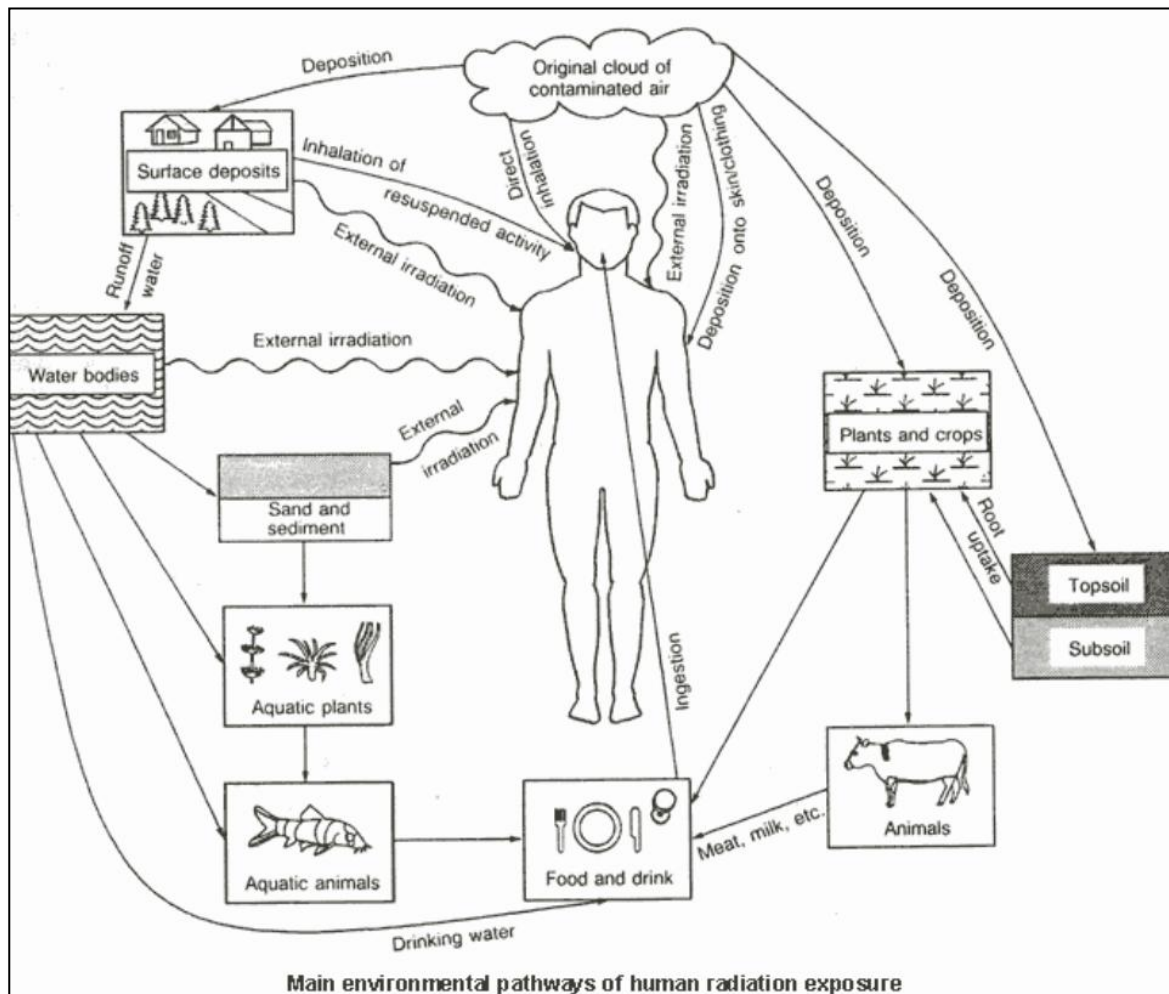 Original cloud of
contaminated air
Deposition
Surface deposits
Inhalation of
resuspended activity
Direct
inhalation
External irradiation
Deposition onto skin/clothing
Deposition
Deposition
External irradiation
Runoff
water
Water bodies
External irradiation
External
irradiation
Sand and
sediment
Plants and crops
Root
uptake
Topsoil
Subsoil
Aquatic plants
Ingestion
Aquatic animals
Food and drink
Meat, milk, etc.
Animals
Drinking water
Main environmental pathways of human radiation exposure